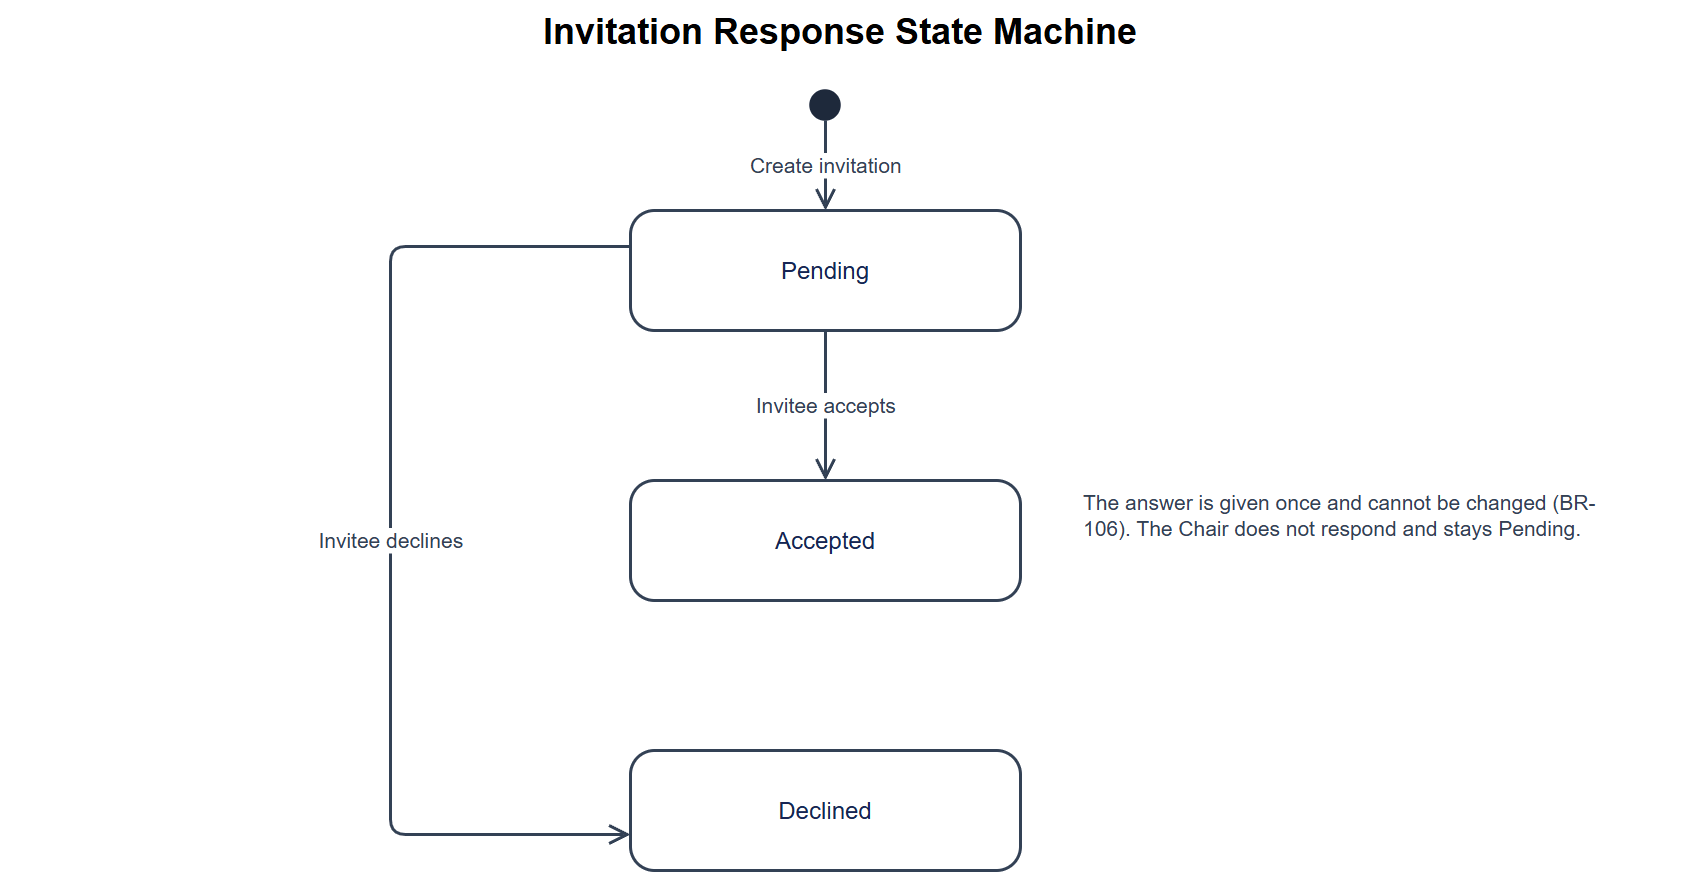 Invitation Response State Machine
Create invitation
Pending
Invitee accepts
Accepted
The answer is given once and cannot be changed (BR-
106). The Chair does not respond and stays Pending.
Invitee declines
Declined